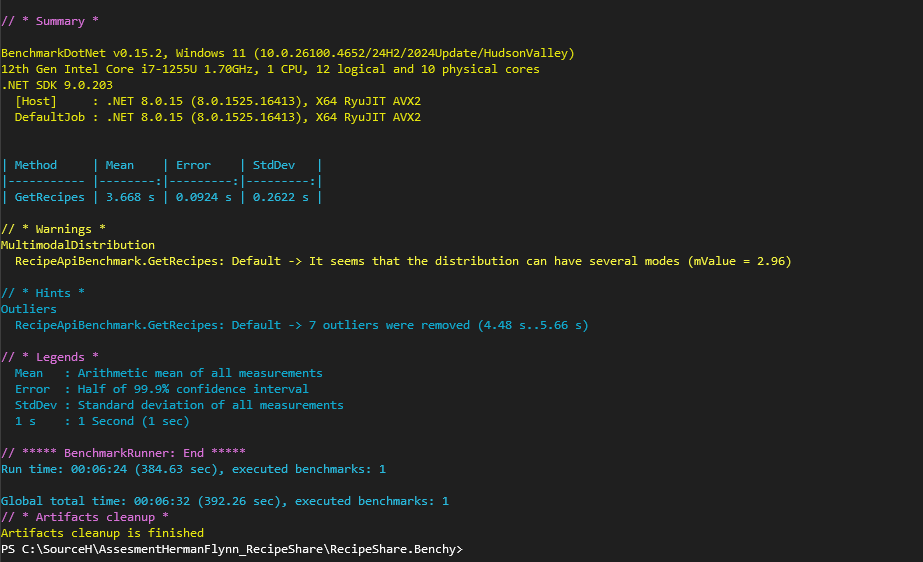 // * Summary *
BenchmarkDotNet v0.15.2, Windows 11 (10.0.26100.4652/24H2/2024Update/HudsonValley)
12th Gen Intel Core i7-1255U 1.70GHz, 1 CPU, 12 logical and 10 physical cores
.NET SDK 9.0.203
  [Host]     : .NET 8.0.15 (8.0.1525.16413), X64 RyuJIT AVX2
  DefaultJob : .NET 8.0.15 (8.0.1525.16413), X64 RyuJIT AVX2
| Method     | Mean    | Error    | StdDev   |
|----------- |--------:|---------:|---------:|
| GetRecipes | 3.668 s | 0.0924 s | 0.2622 s |
// * Warnings *
MultimodalDistribution
  RecipeApiBenchmark.GetRecipes: Default -> It seems that the distribution can have several modes (mValue = 2.96)
// * Hints *
Outliers
  RecipeApiBenchmark.GetRecipes: Default -> 7 outliers were removed (4.48 s..5.66 s)
// * Legends *
  Mean   : Arithmetic mean of all measurements
  Error  : Half of 99.9% confidence interval
  StdDev : Standard deviation of all measurements
  1 s    : 1 Second (1 sec)
// ***** BenchmarkRunner: End *****
Run time: 00:06:24 (384.63 sec), executed benchmarks: 1
Global total time: 00:06:32 (392.26 sec), executed benchmarks: 1
// * Artifacts cleanup *
Artifacts cleanup is finished
PS C:\SourceH\AssesmentHermanFlynn_RecipeShare\RecipeShare.Benchy>